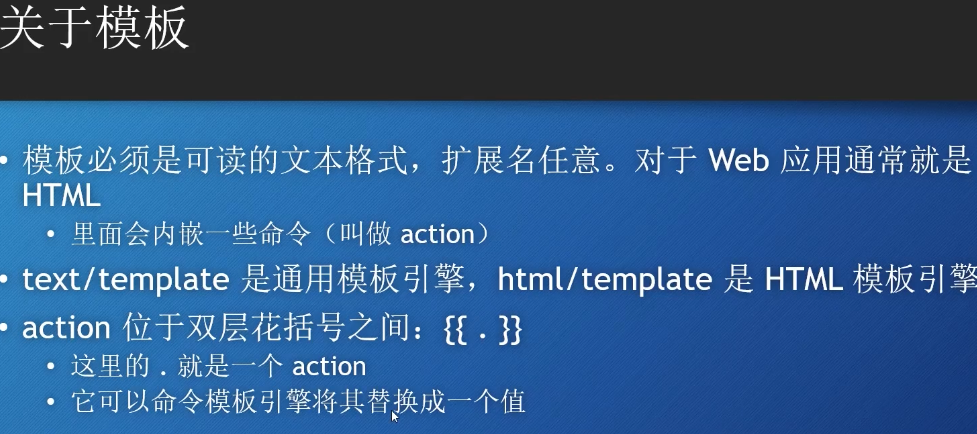 关于模板
• 模板必须是可读的文本格式，扩展名任意。对于 Web 应用通常就是
HTML
• 里面会内嵌一些命令（叫做 action）
• text/template 是通用模板引擎，html/template 是 HTML 模板引擎
• action 位于双层花括号之间：{{ . }}
• 这里的 . 就是一个 action
• 它可以命令模板引擎将其替换成一个值